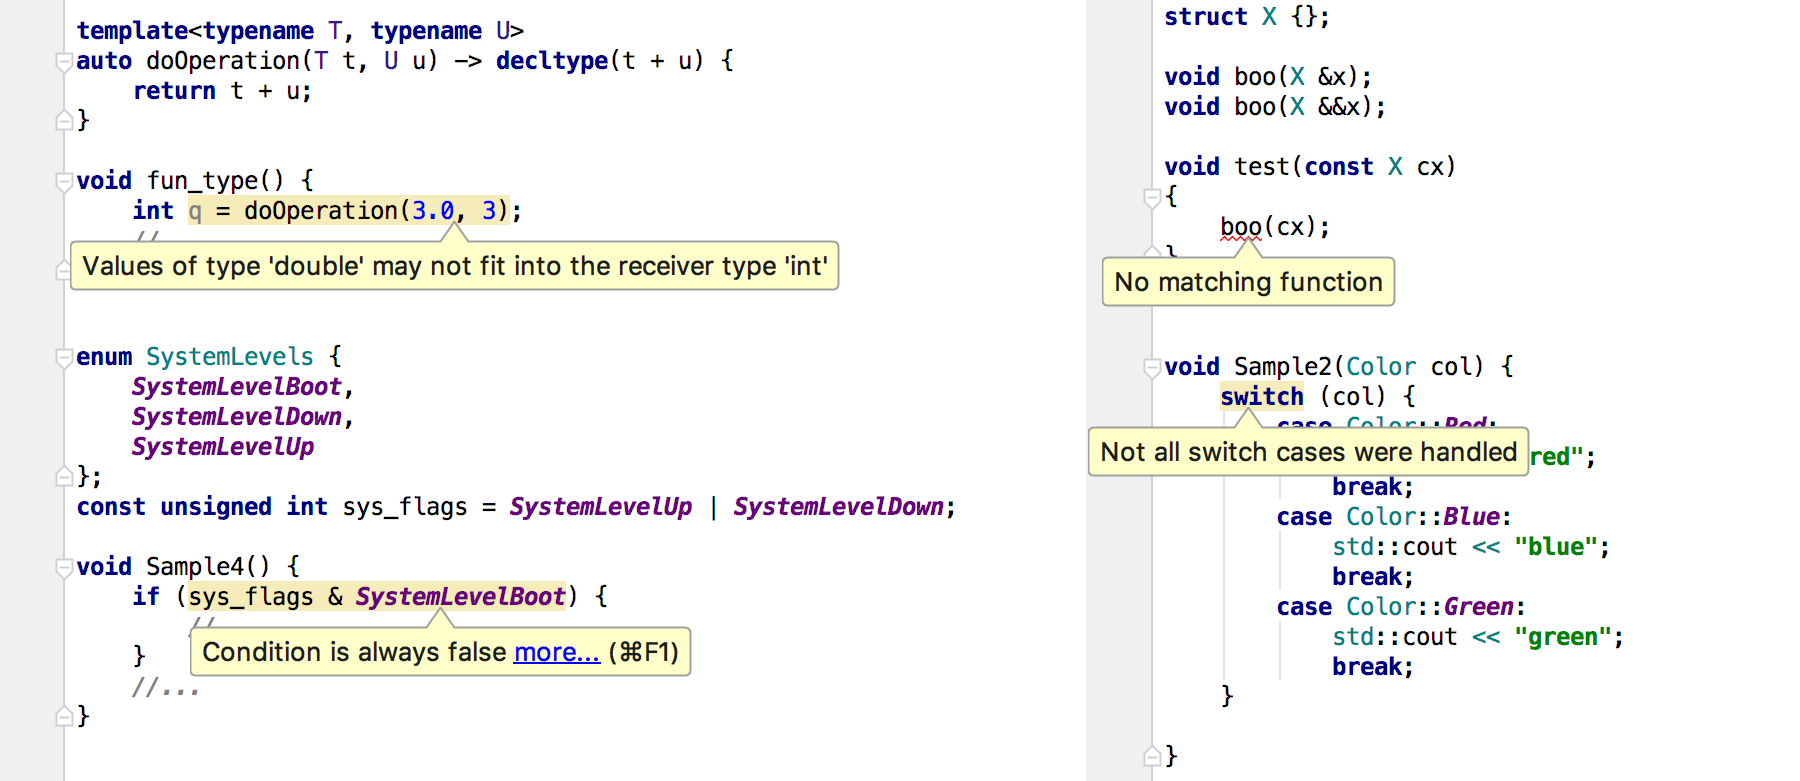 template<typename T, typename U>
auto doOperation(T t, U u) -> decltype(t + u) {
    return t + u;
}
void fun_type() {
    int q = doOperation(3.0, 3);
    //
Values of type 'double' may not fit into the receiver type 'int'
enum SystemLevels {
    SystemLevelBoot,
    SystemLevelDown,
    SystemLevelUp
};
const unsigned int sys_flags = SystemLevelUp | SystemLevelDown;
void Sample4() {
    if (sys_flags & SystemLevelBoot) {
        //
Condition is always false more... (⌘F1)
    }
    //...
}
struct X {};
void boo(X &x);
void boo(X &&x);
void test(const X cx)
{
    boo(cx);
}
No matching function
void Sample2(Color col) {
    switch (col) {
        case Color::Red:
Not all switch cases were handled
red";
            break;
        case Color::Blue:
            std::cout << "blue";
            break;
        case Color::Green:
            std::cout << "green";
            break;
    }
}